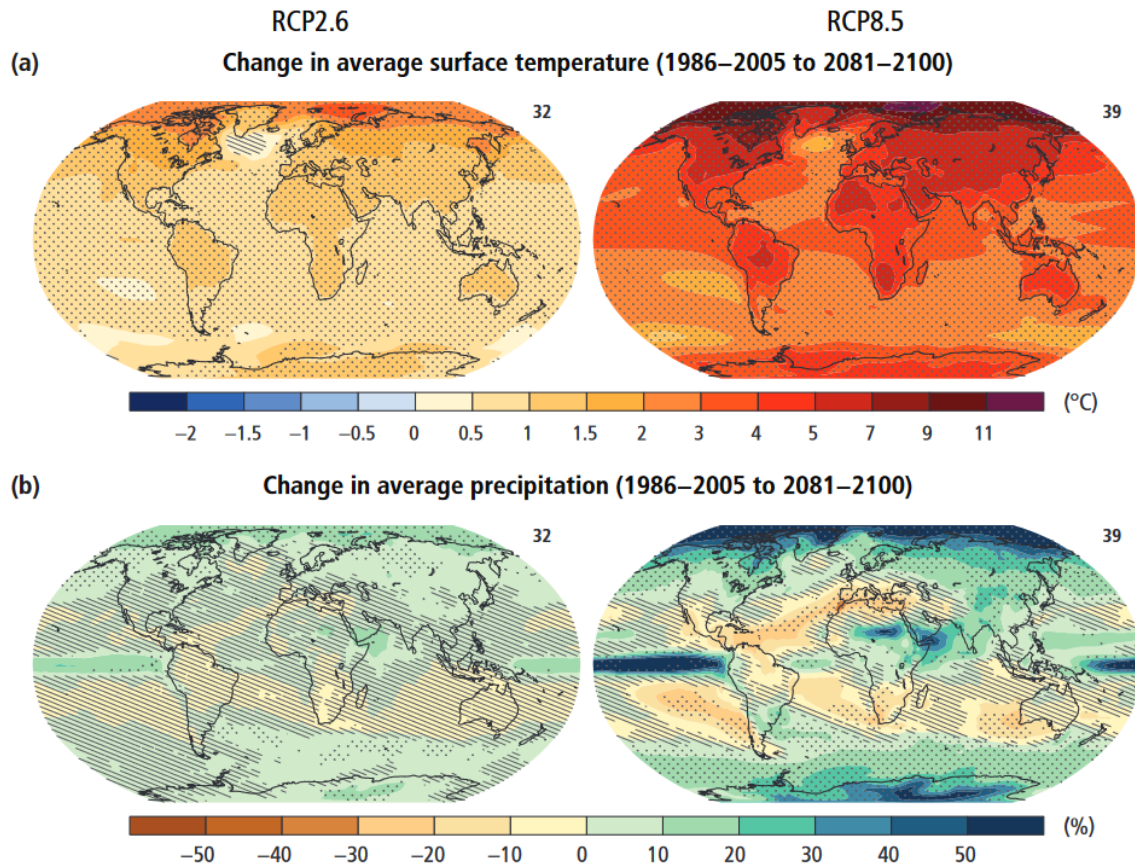 RCP2.6 RCP8.5
(a) Change in average surface temperature (1986–2005 to 2081–2100)
32 39
−2 −1.5 −1 −0.5 0 0.5 1 1.5 2 3 4 5 7 9 11 (°C)
(b) Change in average precipitation (1986–2005 to 2081–2100)
32 39
−50 −40 −30 −20 −10 0 10 20 30 40 50 (%)